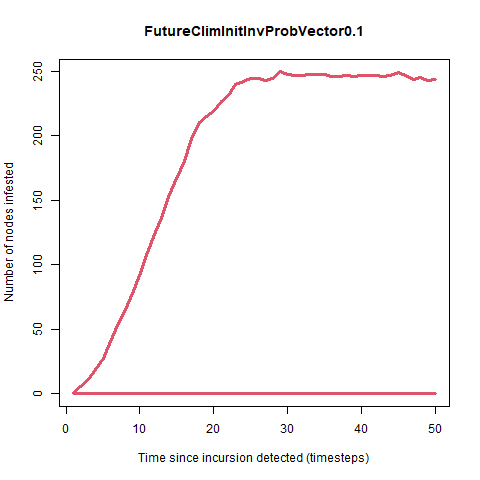 FutureClimInitInvProbVector0.1
Number of nodes infested
250
200
150
100
50
0
0 10 20 30 40 50
Time since incursion detected (timesteps)